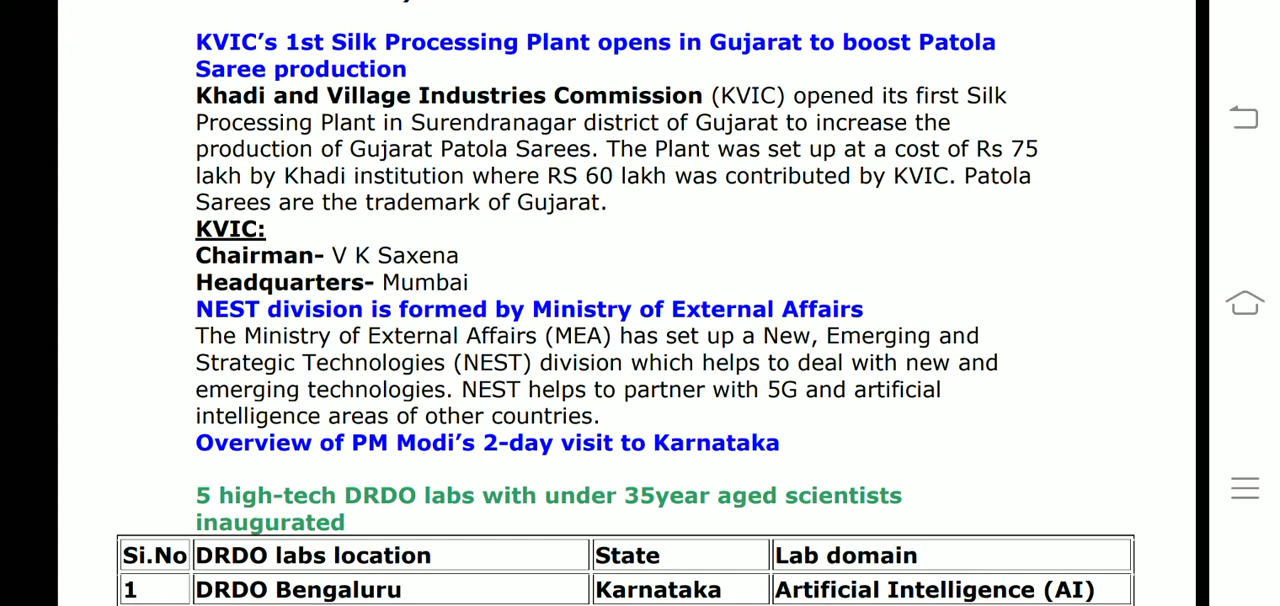 KVIC's 1st Silk Processing Plant opens in Gujarat to boost Patola
Saree production
Khadi and Village Industries Commission (KVIC) opened its first Silk
Processing Plant in Surendranagar district of Gujarat to increase the
production of Gujarat Patola Sarees. The Plant was set up at a cost of Rs 75
lakh by Khadi institution where RS 60 lakh was contributed by KVIC. Patola
Sarees are the trademark of Gujarat.
KVIC:
Chairman- V K Saxena
Headquarters- Mumbai
NEST division is formed by Ministry of External Affairs
The Ministry of External Affairs (MEA) has set up a New, Emerging and
Strategic Technologies (NEST) division which helps to deal with new and
emerging technologies. NEST helps to partner with 5G and artificial
intelligence areas of other countries.
Overview of PM Modi's 2-day visit to Karnataka
5 high-tech DRDO labs with under 35year aged scientists
inaugurated
Si.No DRDO labs location State Lab domain
1 DRDO Bengaluru Karnataka Artificial Intelligence (AI)